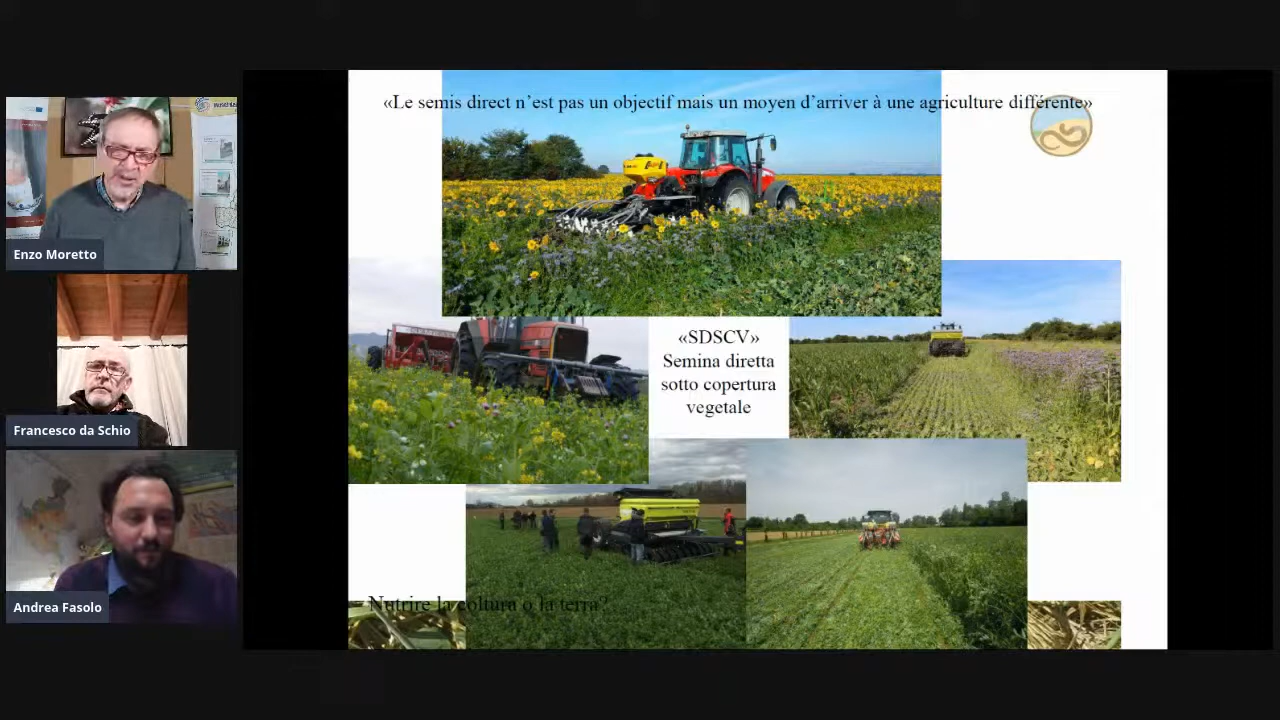 «Le semis direct n'est pas un objectif mais un moyen d'arriver à une agriculture différente»
Enzo Moretto
«SDSCV»
Semina diretta
sotto copertura
vegetale
Francesco da Schio
Nutrire la coltura o la terra?
Andrea Fasolo